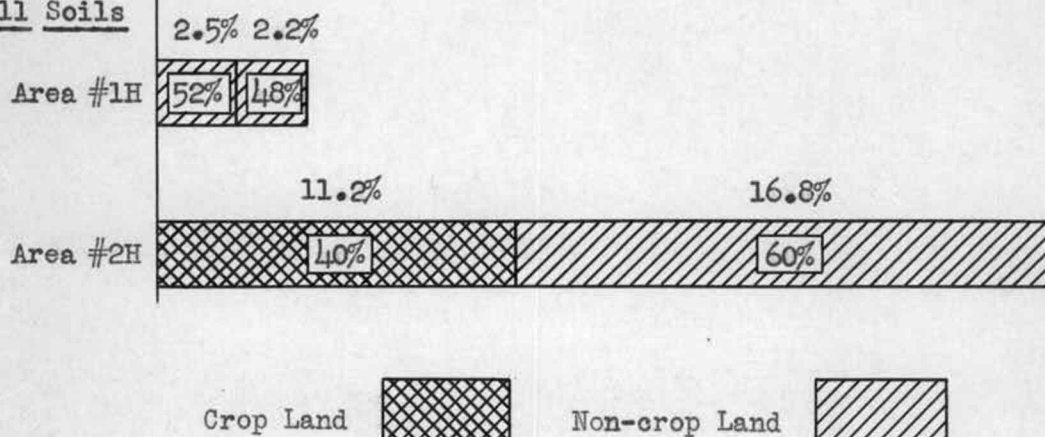 Soils
2.5% 2.2%
Area #1H 52% 48%
11.2% 16.8%
Area #2H 40% 60%
Crop Land Non-crop Land